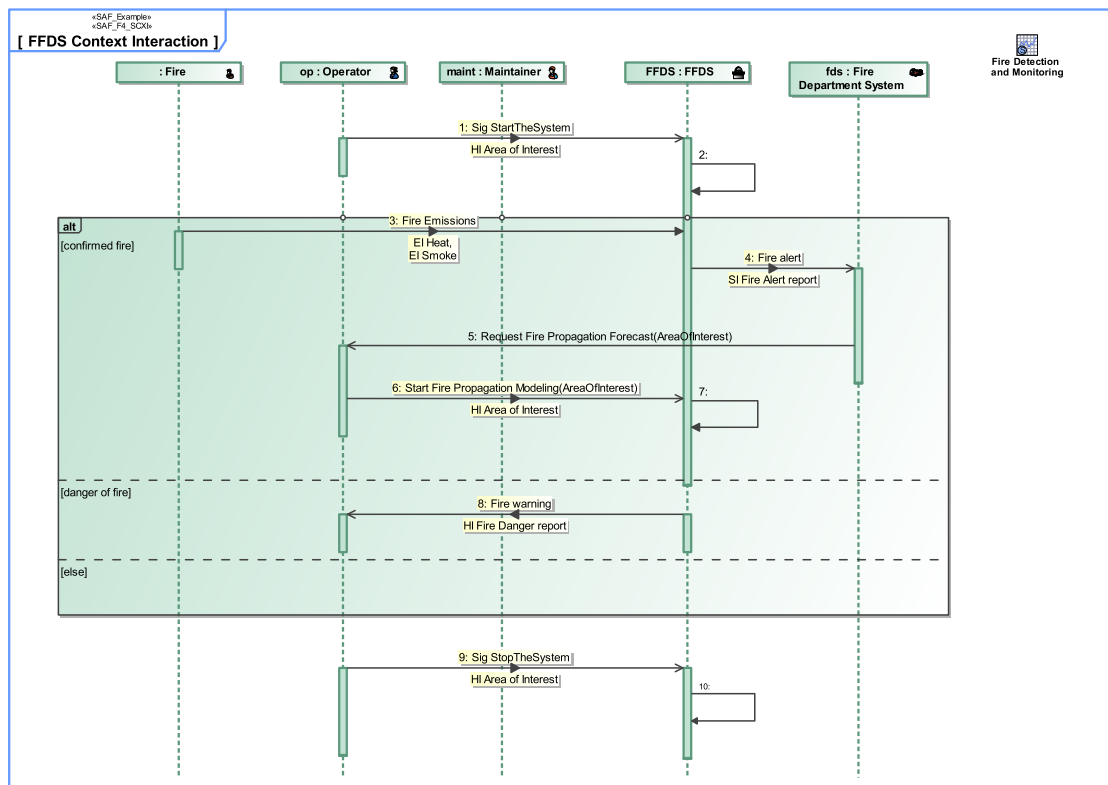 «SAF_Example»
«SAF_F4_SCXI»
[ FFDS Context Interaction ]
Fire Detection
and Monitoring
: Fire
op : Operator
maint : Maintainer
FFDS : FFDS
fds : Fire
Department System
1: Sig StartTheSystem
HI Area of Interest
2:
alt
[confirmed fire]
3: Fire Emissions
EI Heat,
EI Smoke
4: Fire alert
SI Fire Alert report
5: Request Fire Propagation Forecast(AreaOfInterest)
6: Start Fire Propagation Modeling(AreaOfInterest)
HI Area of Interest
7:
[danger of fire]
8: Fire warning
HI Fire Danger report
[else]
9: Sig StopTheSystem
HI Area of Interest
10: